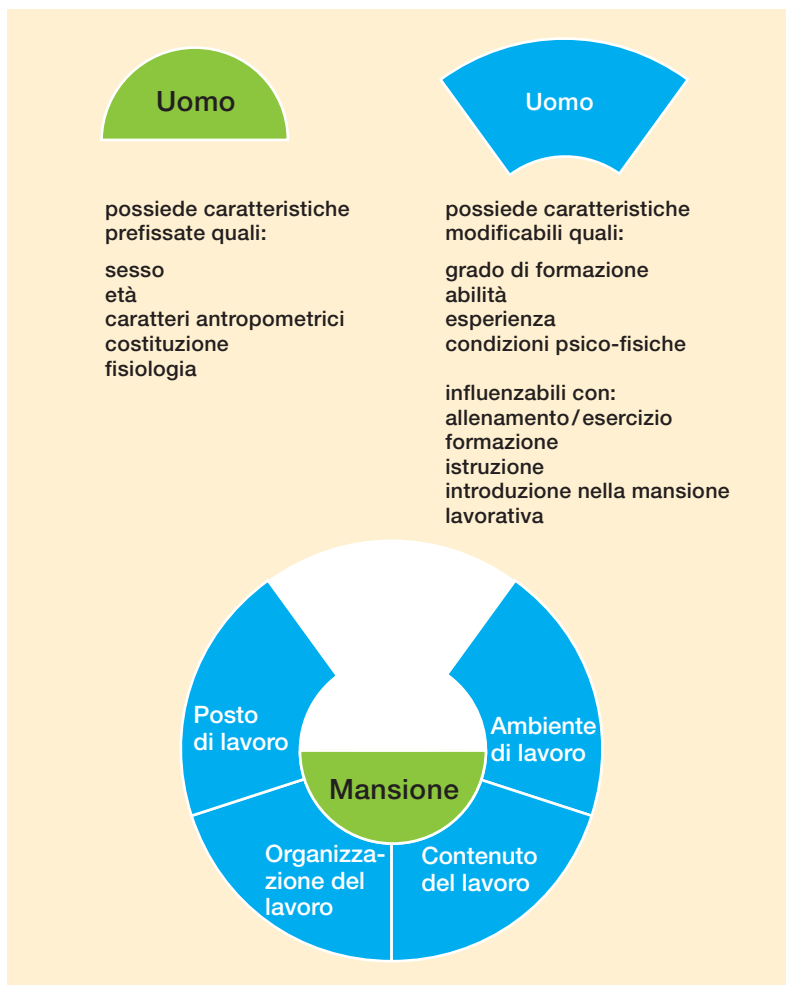 Uomo
possiede caratteristiche
prefissate quali:
sesso
età
caratteri antropometrici
costituzione
fisiologia
Uomo
possiede caratteristiche
modificabili quali:
grado di formazione
abilità
esperienza
condizioni psico-fisiche
influenzabili con:
allenamento/esercizio
formazione
istruzione
introduzione nella mansione
lavorativa
Posto
di lavoro
Ambiente
di lavoro
Mansione
Organizza-
zione del
lavoro
Contenuto
del lavoro